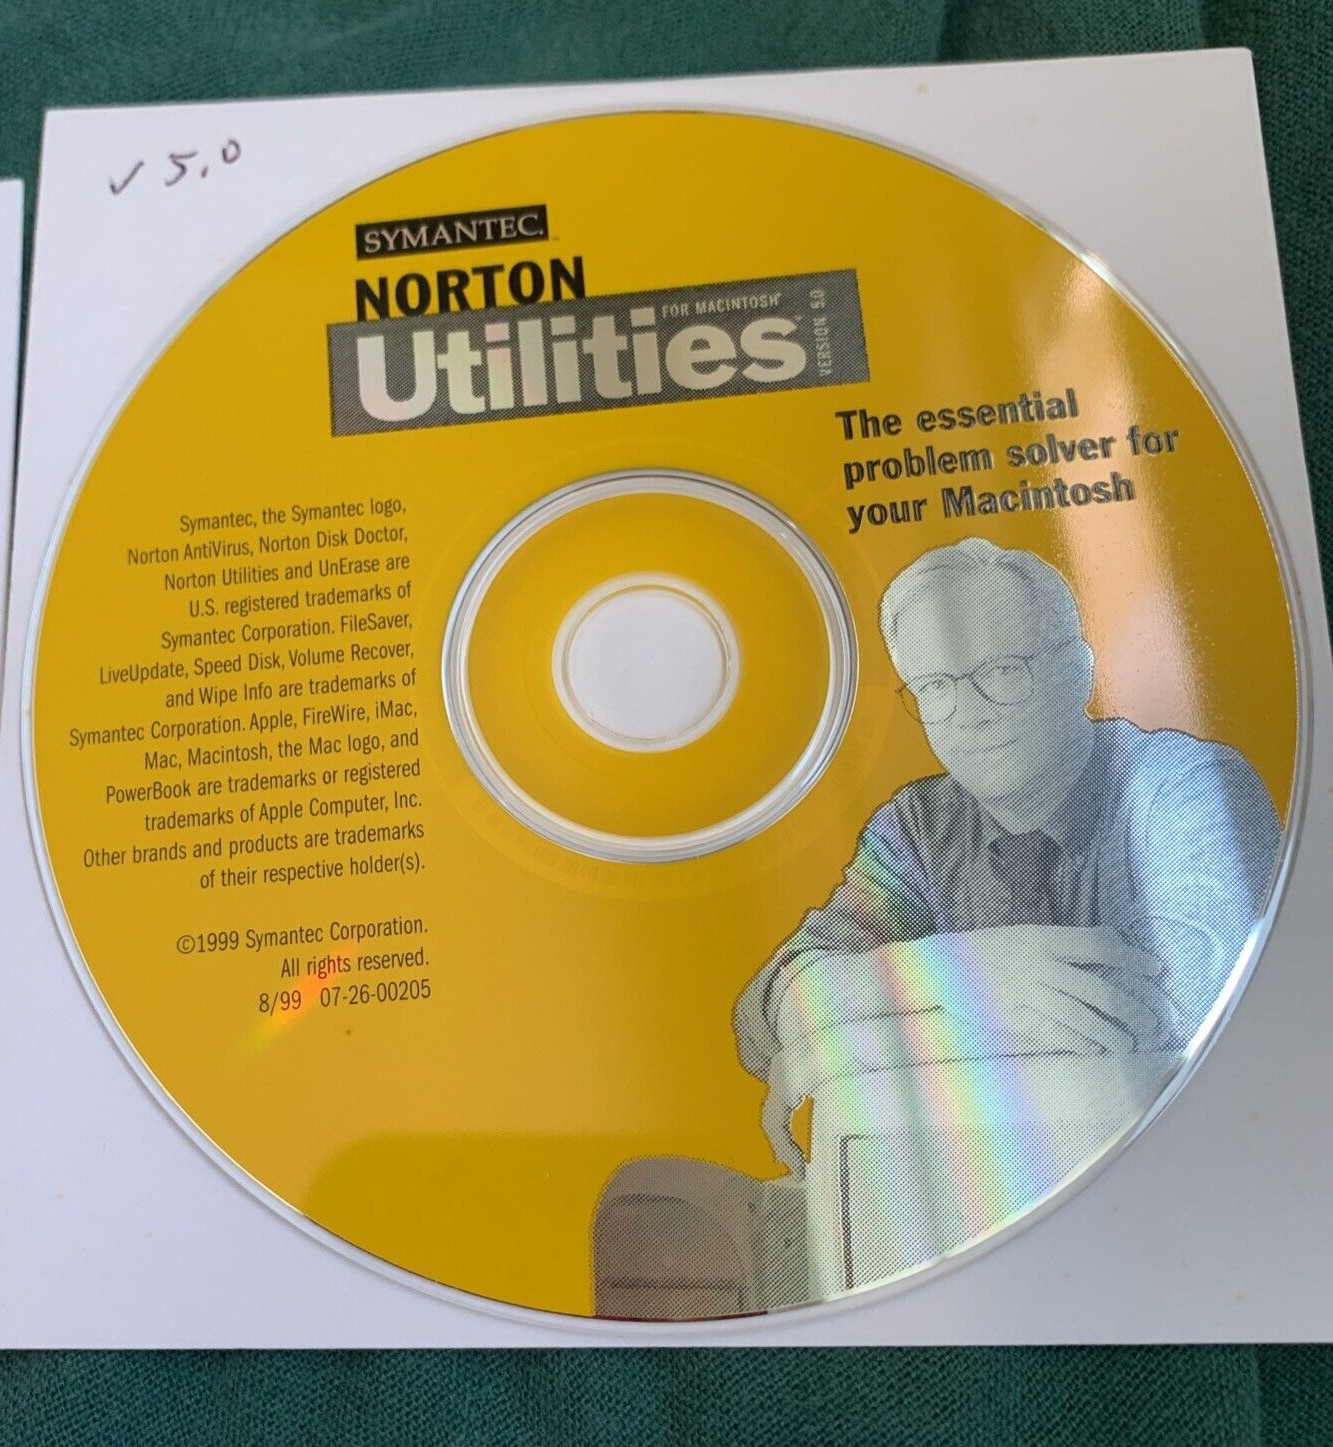 v 5.0
SYMANTEC.
NORTON
Utilities
FOR MACINTOSH®
VERSION 5.0
The essential
problem solver for
your Macintosh
Symantec, the Symantec logo,
Norton AntiVirus, Norton Disk Doctor,
Norton Utilities and UnErase are
U.S. registered trademarks of
Symantec Corporation. FileSaver,
LiveUpdate, Speed Disk, Volume Recover,
and Wipe Info are trademarks of
Symantec Corporation. Apple, FireWire, iMac,
Mac, Macintosh, the Mac logo, and
PowerBook are trademarks or registered
trademarks of Apple Computer, Inc.
Other brands and products are trademarks
of their respective holder(s).
©1999 Symantec Corporation.
All rights reserved.
8/99 07-26-00205